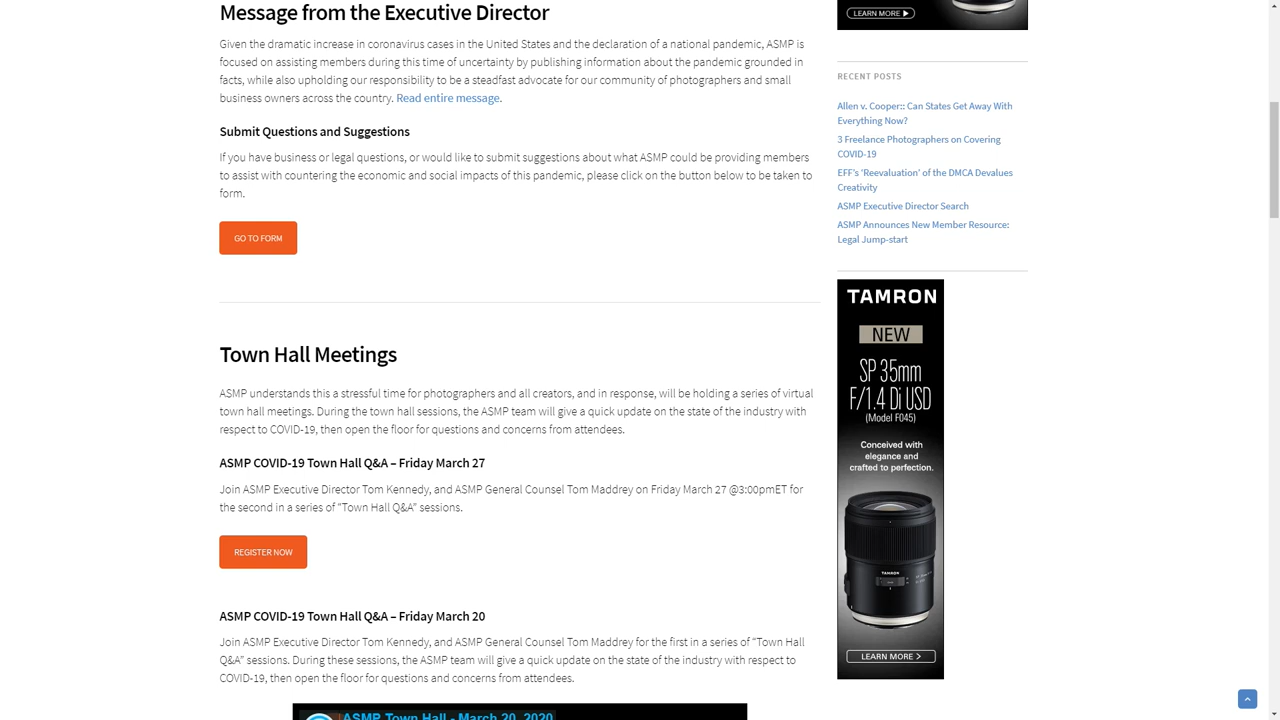 Message from the Executive Director
Given the dramatic increase in coronavirus cases in the United States and the declaration of a national pandemic, ASMP is
focused on assisting members during this time of uncertainty by publishing information about the pandemic grounded in
facts, while also upholding our responsibility to be a steadfast advocate for our community of photographers and small
business owners across the country. Read entire message.
Submit Questions and Suggestions
If you have business or legal questions, or would like to submit suggestions about what ASMP could be providing members
to assist with countering the economic and social impacts of this pandemic, please click on the button below to be taken to
form.
GO TO FORM
Town Hall Meetings
ASMP understands this a stressful time for photographers and all creators, and in response, will be holding a series of virtual
town hall meetings. During the town hall sessions, the ASMP team will give a quick update on the state of the industry with
respect to COVID-19, then open the floor for questions and concerns from attendees.
ASMP COVID-19 Town Hall Q&A – Friday March 27
Join ASMP Executive Director Tom Kennedy, and ASMP General Counsel Tom Maddrey on Friday March 27 @3:00pmET for
the second in a series of “Town Hall Q&A” sessions.
REGISTER NOW
ASMP COVID-19 Town Hall Q&A – Friday March 20
Join ASMP Executive Director Tom Kennedy, and ASMP General Counsel Tom Maddrey for the first in a series of “Town Hall
Q&A” sessions. During these sessions, the ASMP team will give a quick update on the state of the industry with respect to
COVID-19, then open the floor for questions and concerns from attendees.
ASMP Town Hall - March 20, 2020
LEARN MORE
RECENT POSTS
Allen v. Cooper:: Can States Get Away With
Everything Now?
3 Freelance Photographers on Covering
COVID-19
EFF’s ‘Reevaluation’ of the DMCA Devalues
Creativity
ASMP Executive Director Search
ASMP Announces New Member Resource:
Legal Jump-start
TAMRON
NEW
SP 35mm
F/1.4 Di USD
(Model F045)
Conceived with
elegance and
crafted to perfection.
TAMRON
LEARN MORE >